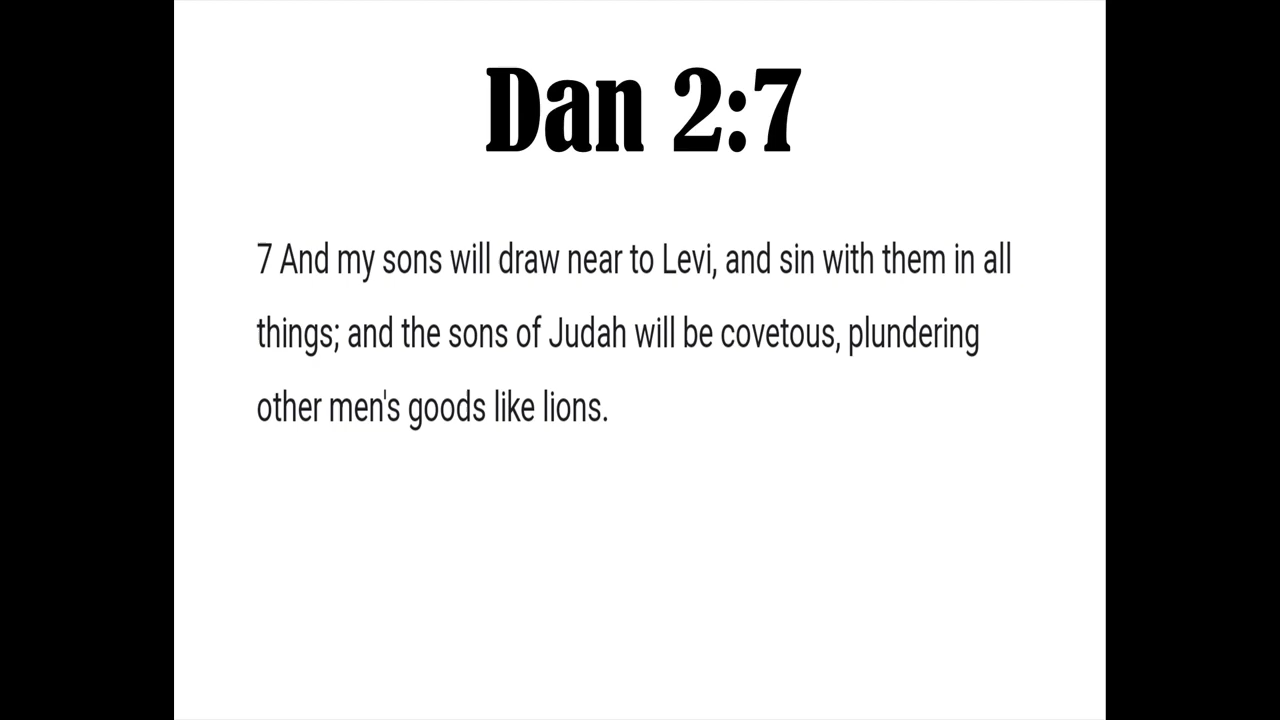 Dan 2:7
7 And my sons will draw near to Levi, and sin with them in all
things; and the sons of Judah will be covetous, plundering
other men's goods like lions.